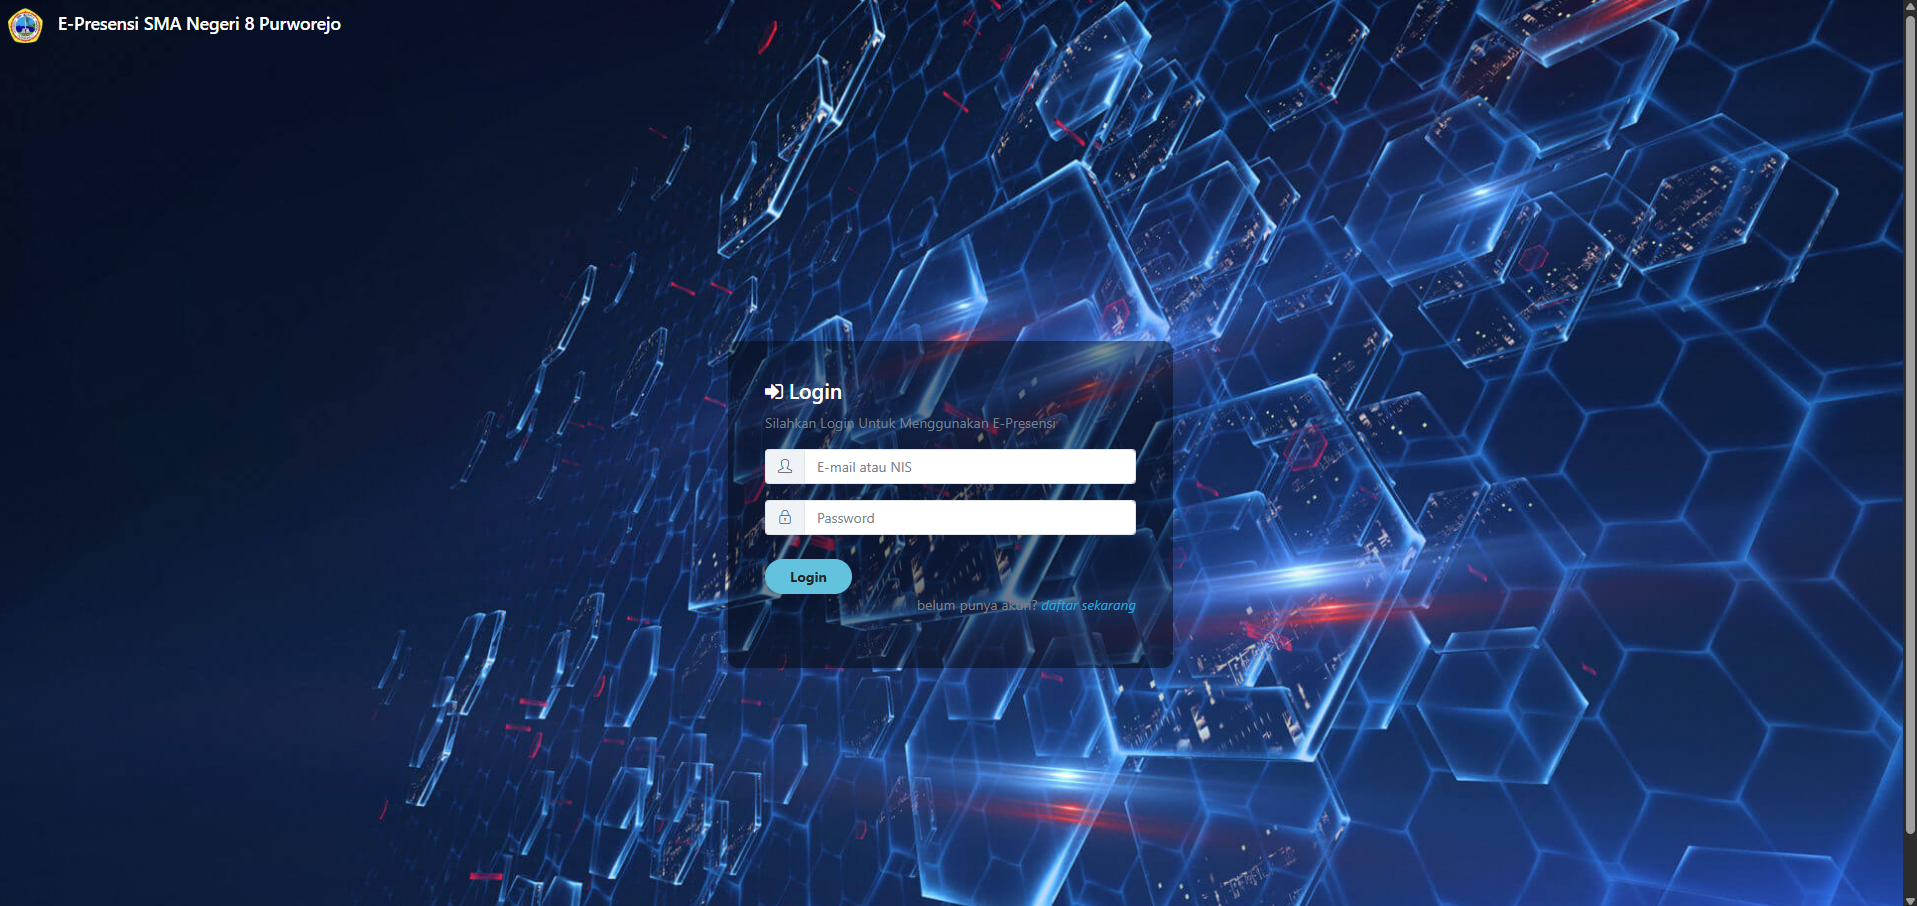 E-Presensi SMA Negeri 8 Purworejo
Login
Silahkan Login Untuk Menggunakan E-Presensi
E-mail atau NIS
Password
Login
belum punya akun? daftar sekarang